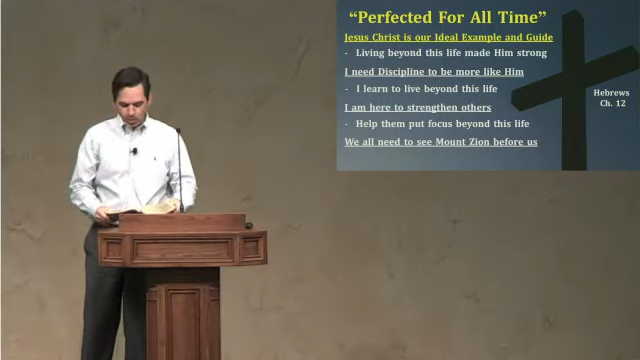 “Perfected For All Time”
Jesus Christ is our Ideal Example and Guide
- Living beyond this life made Him strong
I need Discipline to be more like Him
- I learn to live beyond this life
I am here to strengthen others
- Help them put focus beyond this life
We all need to see Mount Zion before us
Hebrews
Ch. 12